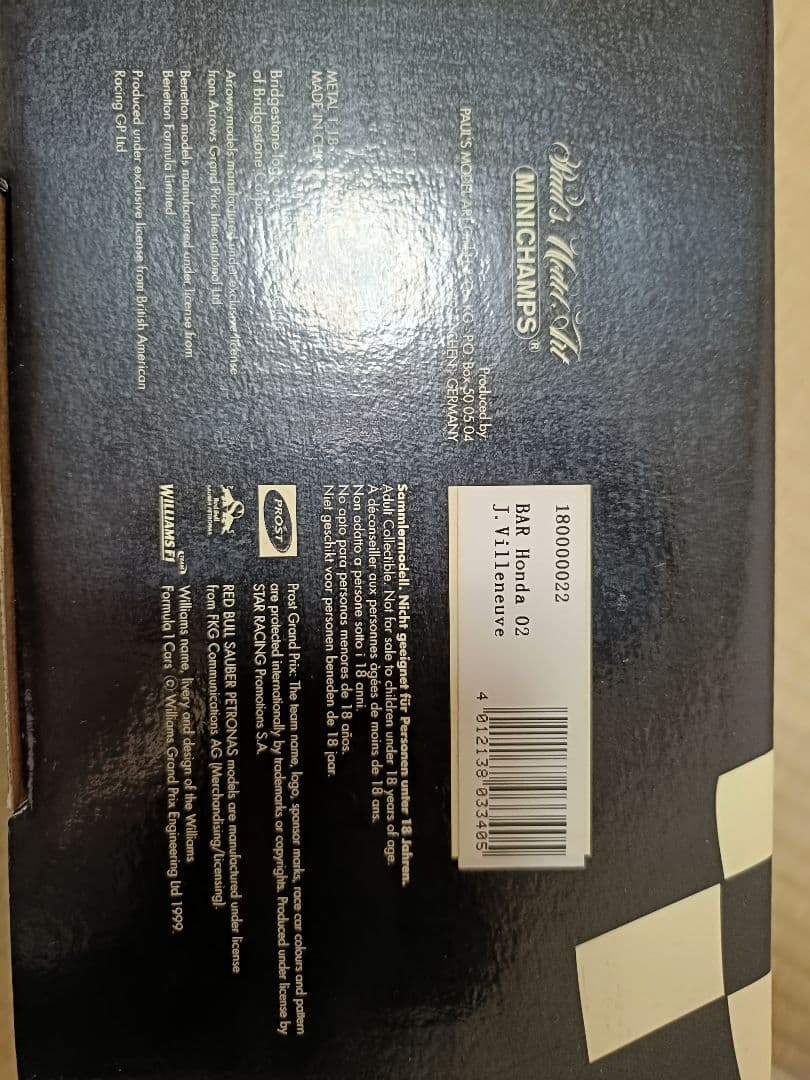 Paul's Model Art
MINICHAMPS®
Produced by:
PAUL'S MODEL ART P.O. Box 50 05 04
GERMANY
METAL 1:18
MADE IN
Bridgestone
of Bridgestone
Arrows models manufactured under exclusive license
from Arrows Grand Prix International Ltd
Benetton models manufactured under license from
Benetton Formula Limited
Produced under exclusive license from British American
Racing GP Ltd
180000022
BAR Honda 02
J.Villeneuve
4 012138 033405
Sammlermodell. Nicht geeignet für Personen unter 18 Jahren.
Adult Collectible. Not for sale to children under 18 years of age.
À déconseiller aux personnes âgées de moins de 18 ans.
Non adatto a persone sotto i 18 anni.
No apto para personas menores de 18 años.
Niet geschikt voor personen beneden de 18 jaar.
PROST
Prost Grand Prix: The team name, logo, sponsor marks, race car colours and pattern
are protected internationally by trademarks or copyrights. Produced under license by
STAR RACING Promotions S.A.
Red Bull
RED BULL SAUBER PETRONAS models are manufactured under license
from FKG Communications AG (Merchandising/Licensing).
WILLIAMS F1
Williams name, livery and design of the Williams
Formula 1 Cars © Williams Grand Prix Engineering Ltd 1999.